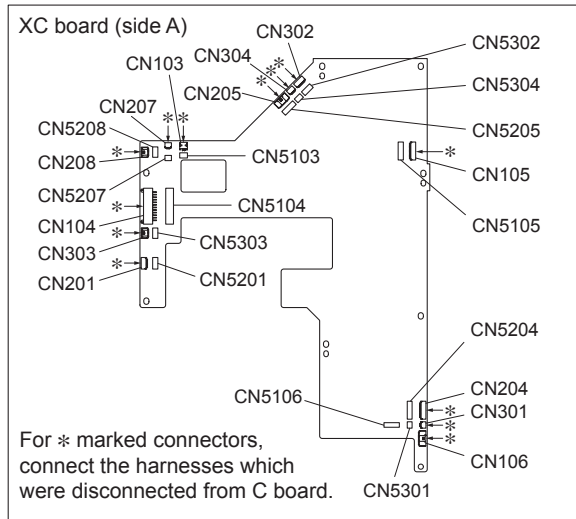 XC board (side A)
CN302
CN304
CN103
CN5302
CN5304
CN205
CN207
CN5205
CN5208
CN208
CN5103
CN5207
CN105
CN104
CN5104
CN5105
CN303
CN5303
CN201
CN5201
CN5204
CN5106
CN204
CN301
CN106
CN5301
For * marked connectors,
connect the harnesses which
were disconnected from C board.